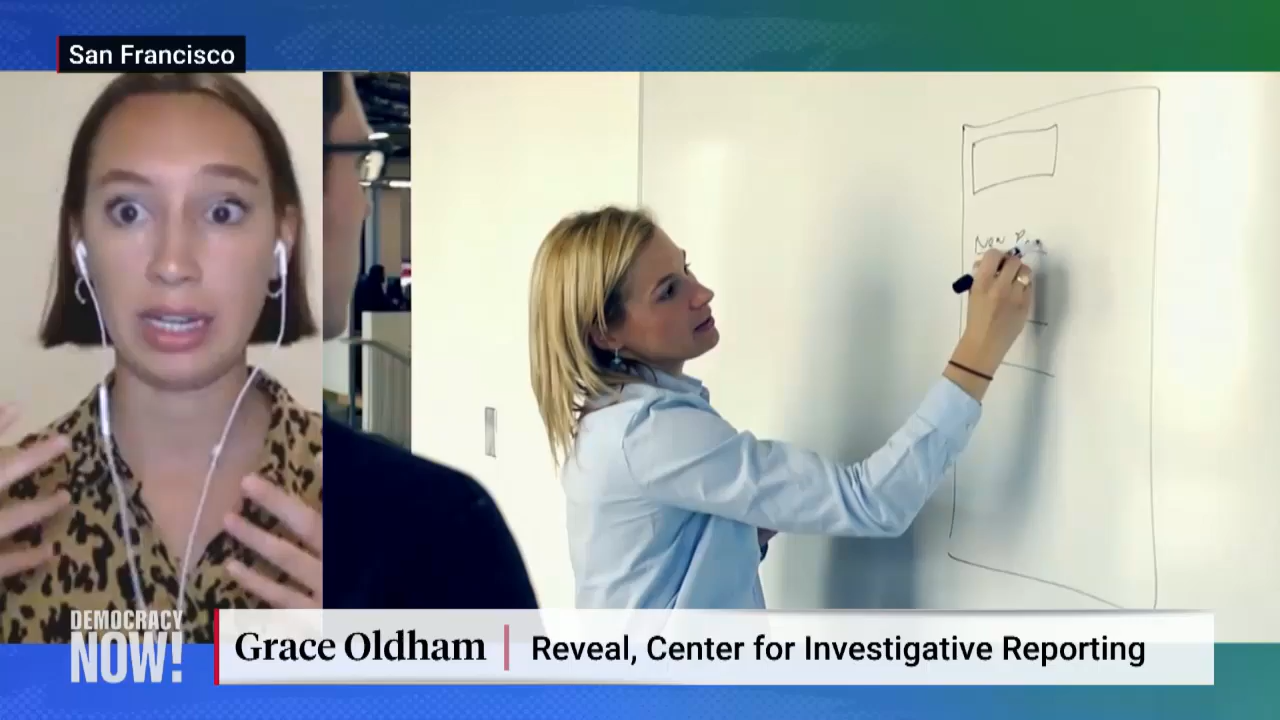 San Francisco
DEMOCRACY
NOW!
Grace Oldham
Reveal, Center for Investigative Reporting